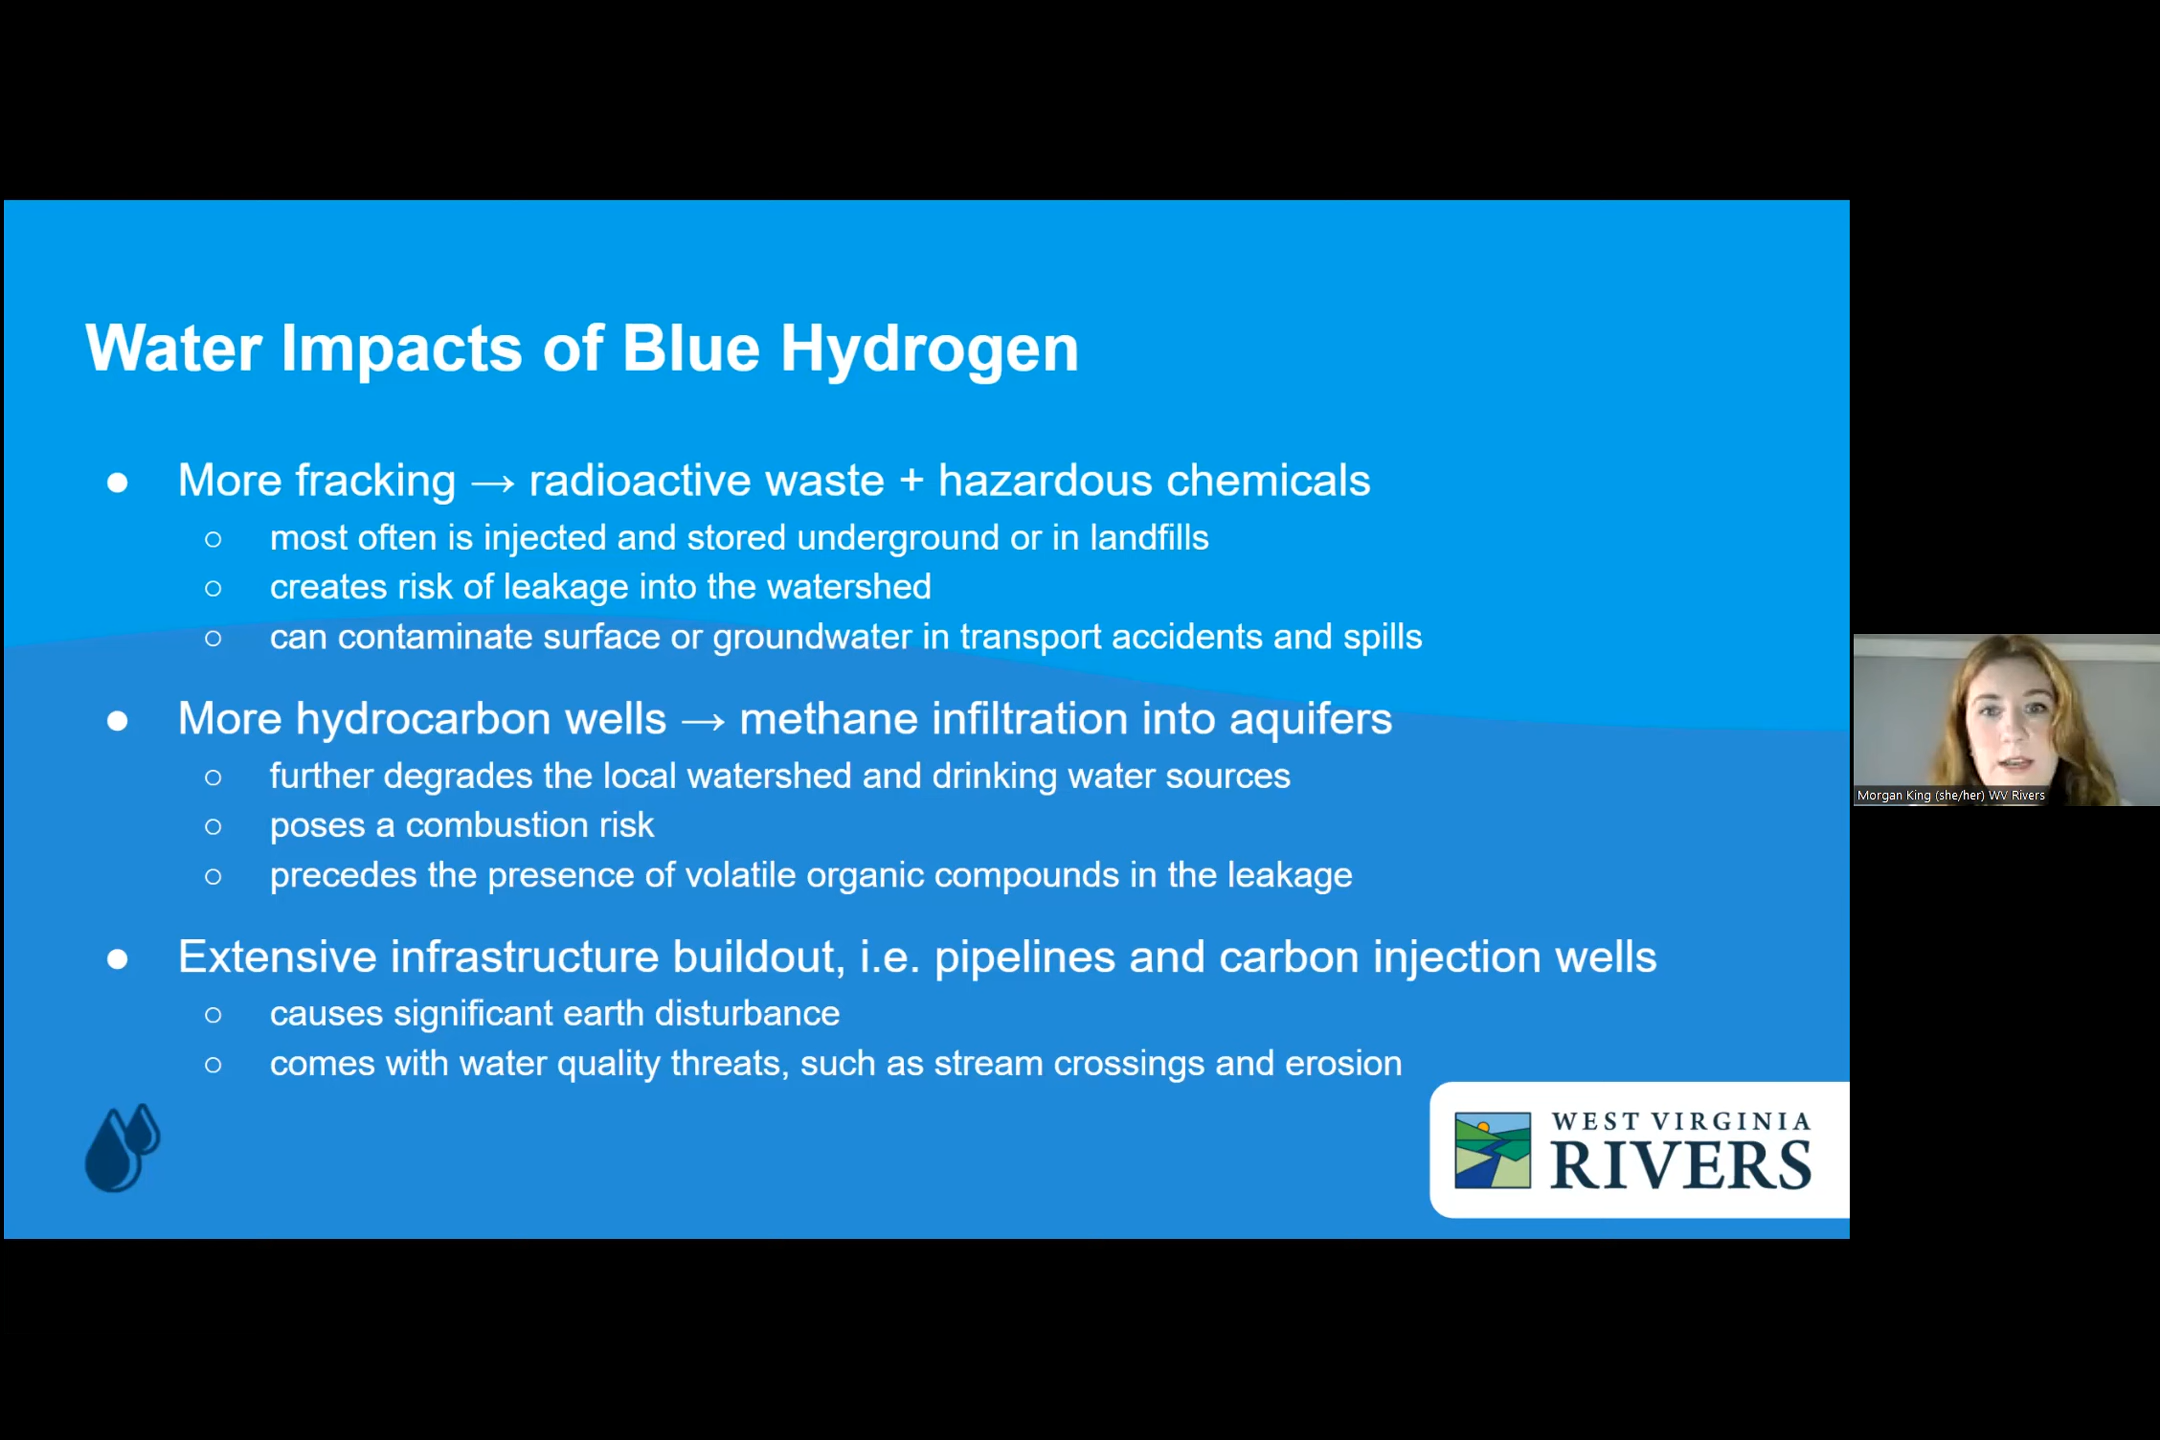 Water Impacts of Blue Hydrogen
● More fracking → radioactive waste + hazardous chemicals
○ most often is injected and stored underground or in landfills
○ creates risk of leakage into the watershed
○ can contaminate surface or groundwater in transport accidents and spills
● More hydrocarbon wells → methane infiltration into aquifers
○ further degrades the local watershed and drinking water sources
○ poses a combustion risk
○ precedes the presence of volatile organic compounds in the leakage
● Extensive infrastructure buildout, i.e. pipelines and carbon injection wells
○ causes significant earth disturbance
○ comes with water quality threats, such as stream crossings and erosion
WEST VIRGINIA
RIVERS
Morgan King (she/her) WV Rivers